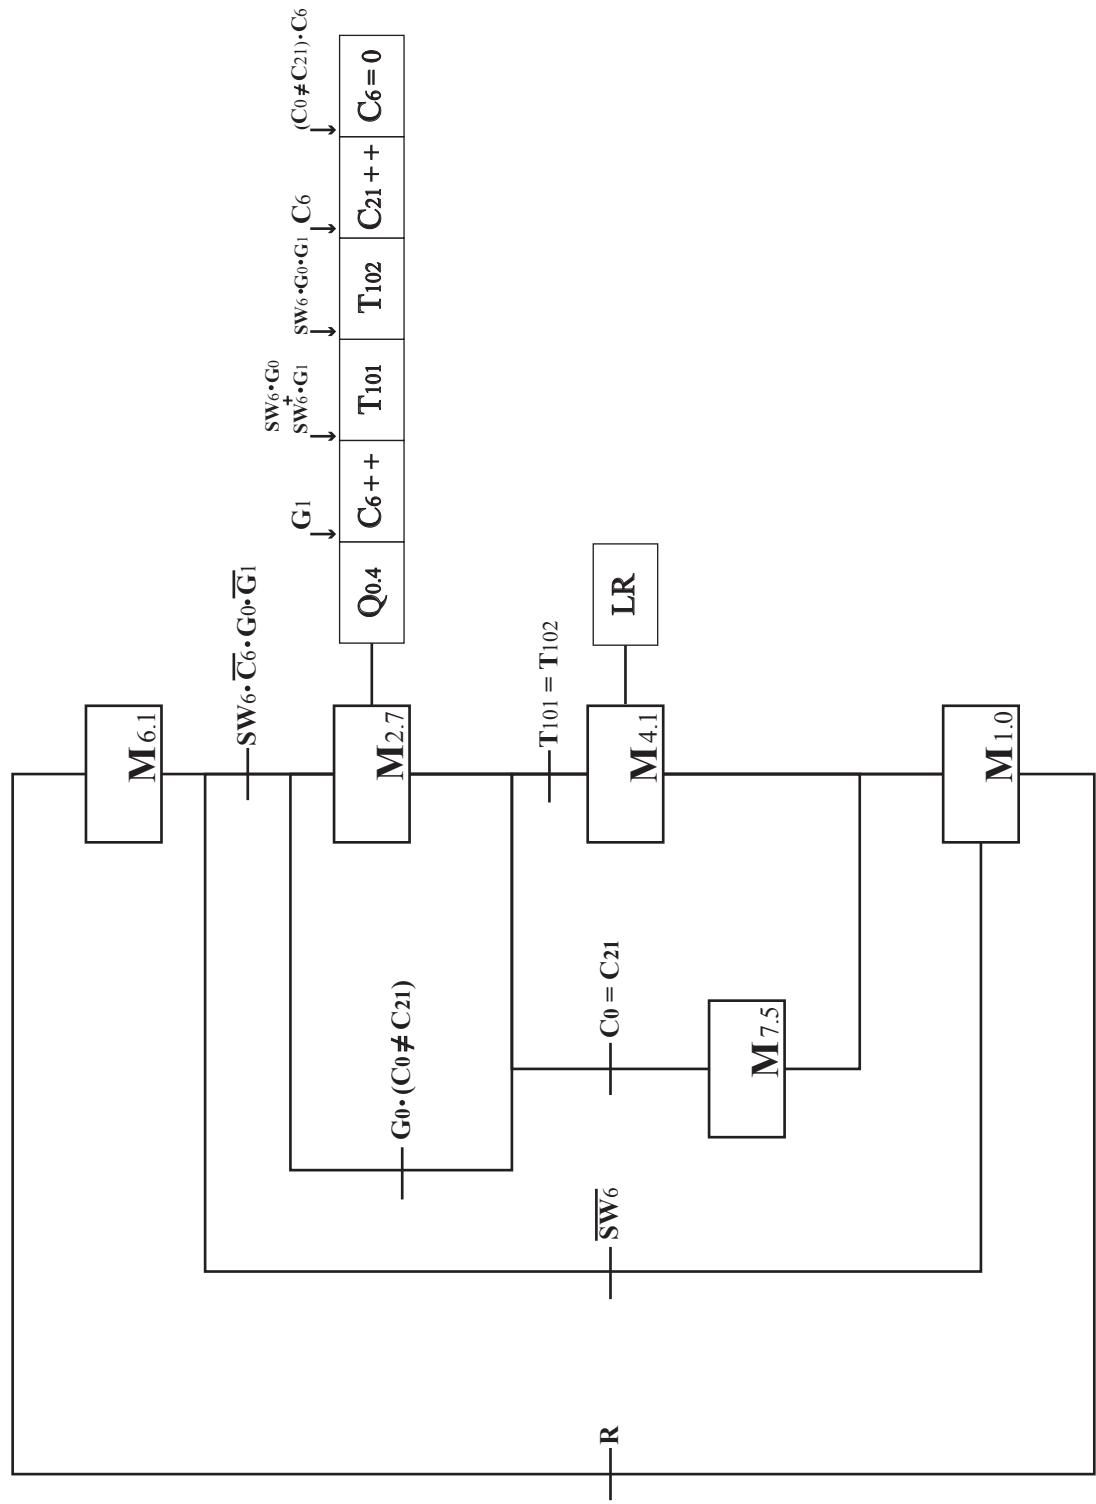 M6.1
SW6·C̅6·G0·G̅1
M2.7
Q0.4
G1
C6++
SW6·G0
+
SW6·G1
T101
SW6·G0·G1
T102
C6
C21++
(C0≠C21)·C6
C6=0
G0·(C0≠C21)
T101 = T102
M4.1
LR
C0 = C21
M7.5
S̅W̅6
M1.0
R